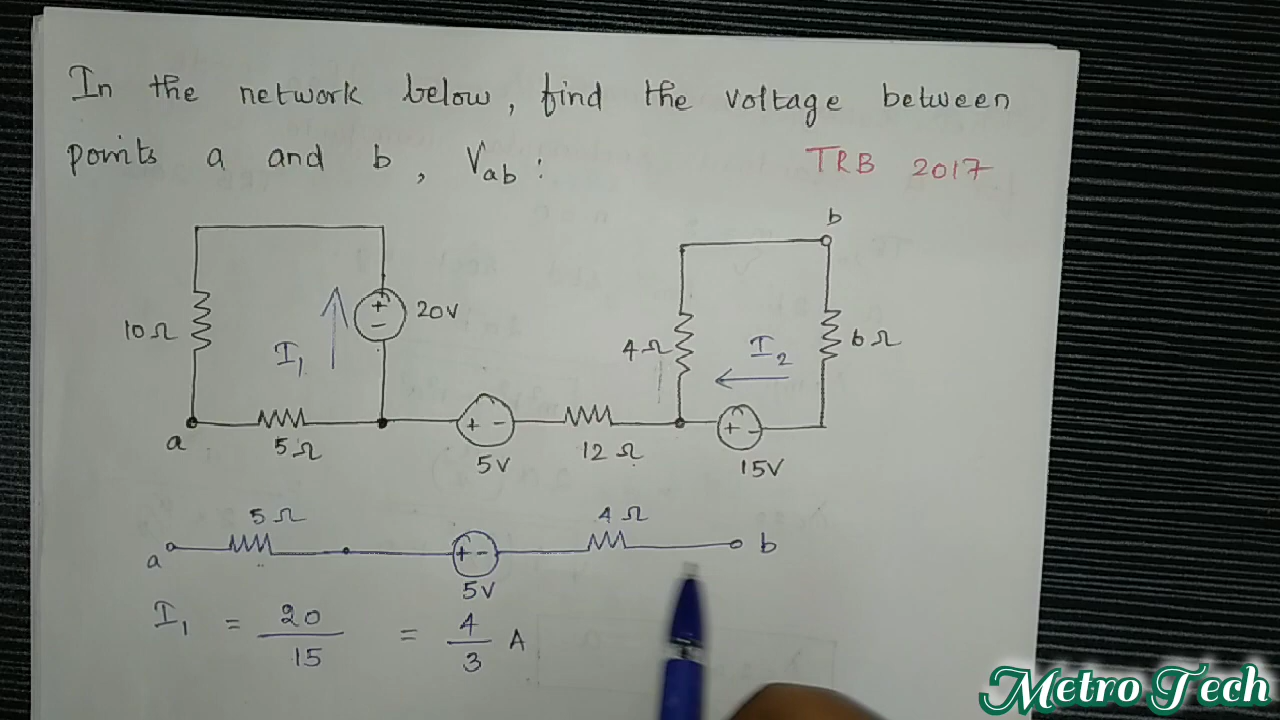 In the network below, find the voltage between
points a and b, Vab :
TRB 2017
b
10Ω
I1
+
-
20V
4Ω
I2
6Ω
a
5Ω
+ -
5V
12Ω
+ -
15V
5Ω
4Ω
a
+ -
b
5V
I1 = 20/15 = 4/3 A
Metro Tech